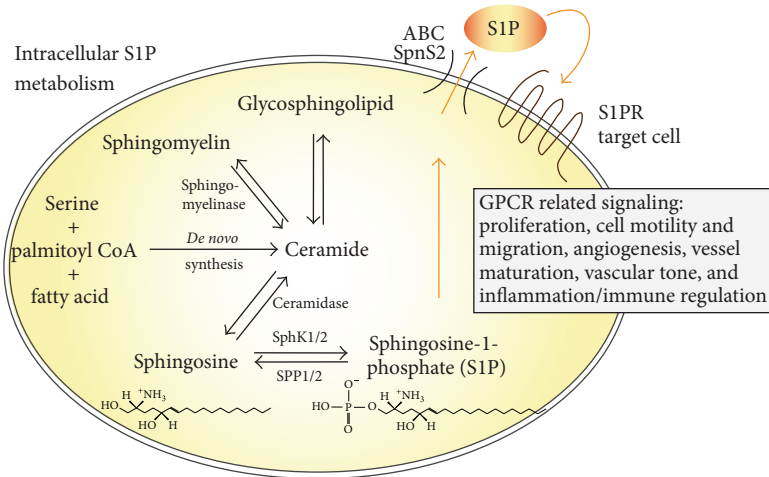 Intracellular S1P
metabolism
ABC
SpnS2
S1P
S1PR
target cell
Glycosphingolipid
Sphingomyelin
Sphingo-
myelinase
Serine
+
palmitoyl CoA
+
fatty acid
De novo
synthesis
Ceramide
GPCR related signaling:
proliferation, cell motility and
migration, angiogenesis, vessel
maturation, vascular tone, and
inflammation/immune regulation
Ceramidase
Sphingosine
SphK1/2
SPP1/2
Sphingosine-1-
phosphate (S1P)
H +NH3
HO
HO H
O−
HO P O
O
H +NH3
HO H